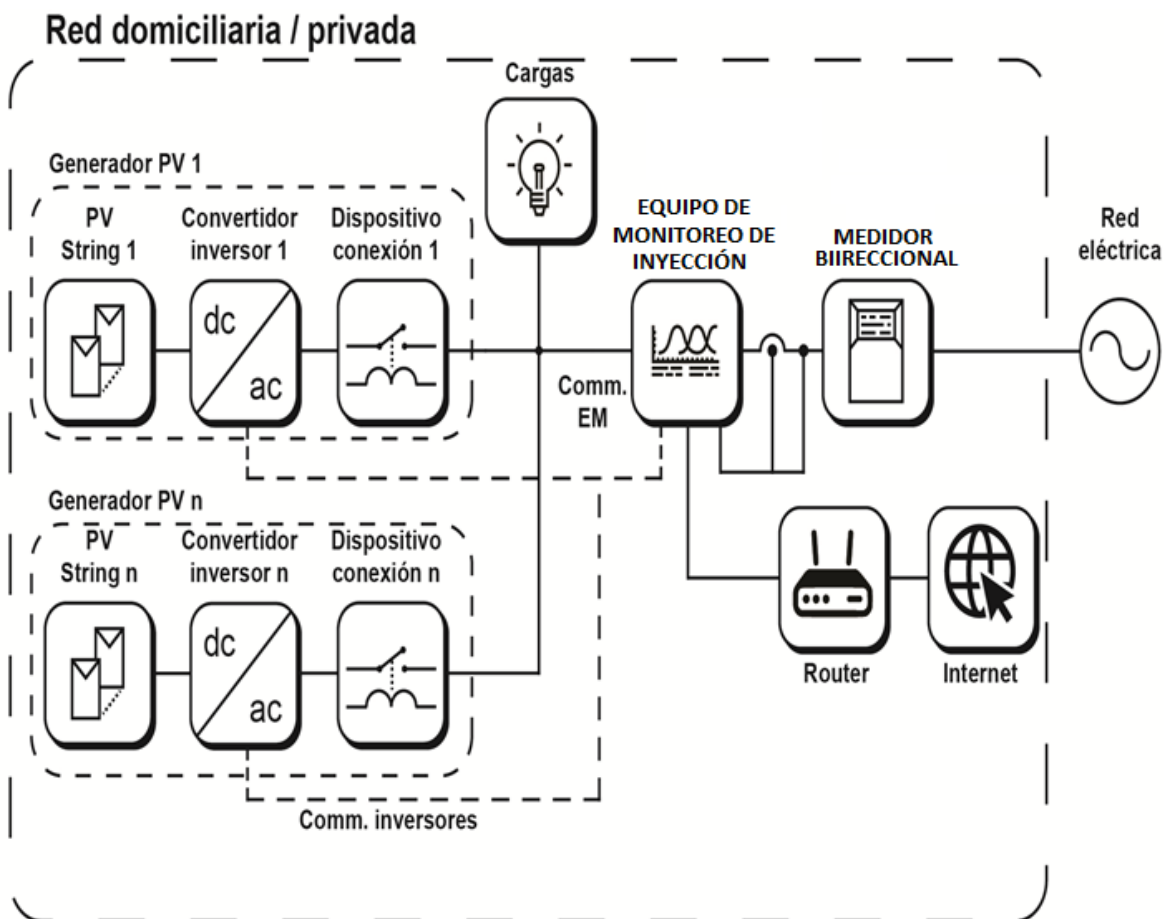 Red domiciliaria / privada
Cargas
Generador PV 1
PV
String 1
Convertidor
inversor 1
Dispositivo
conexión 1
dc
ac
EQUIPO DE
MONITOREO DE
INYECCIÓN
MEDIDOR
BIIRECCIONAL
Red
eléctrica
Comm.
EM
Generador PV n
PV
String n
Convertidor
inversor n
Dispositivo
conexión n
dc
ac
Router
Internet
Comm. inversores